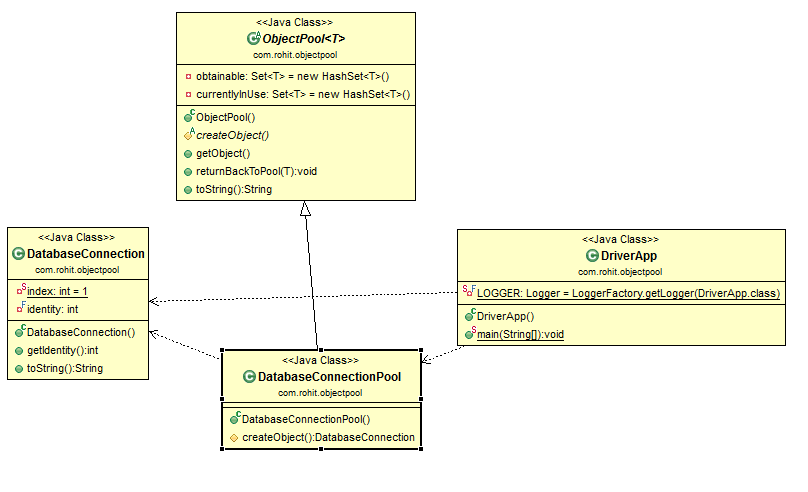 <<Java Class>>
ObjectPool<T>
com.rohit.objectpool
obtainable: Set<T> = new HashSet<T>()
currentlyInUse: Set<T> = new HashSet<T>()
ObjectPool()
createObject()
getObject()
returnBackToPool(T):void
toString():String
<<Java Class>>
DatabaseConnection
com.rohit.objectpool
index: int = 1
identity: int
DatabaseConnection()
getIdentity():int
toString():String
<<Java Class>>
DriverApp
com.rohit.objectpool
LOGGER: Logger = LoggerFactory.getLogger(DriverApp.class)
DriverApp()
main(String[]):void
<<Java Class>>
DatabaseConnectionPool
com.rohit.objectpool
DatabaseConnectionPool()
createObject():DatabaseConnection